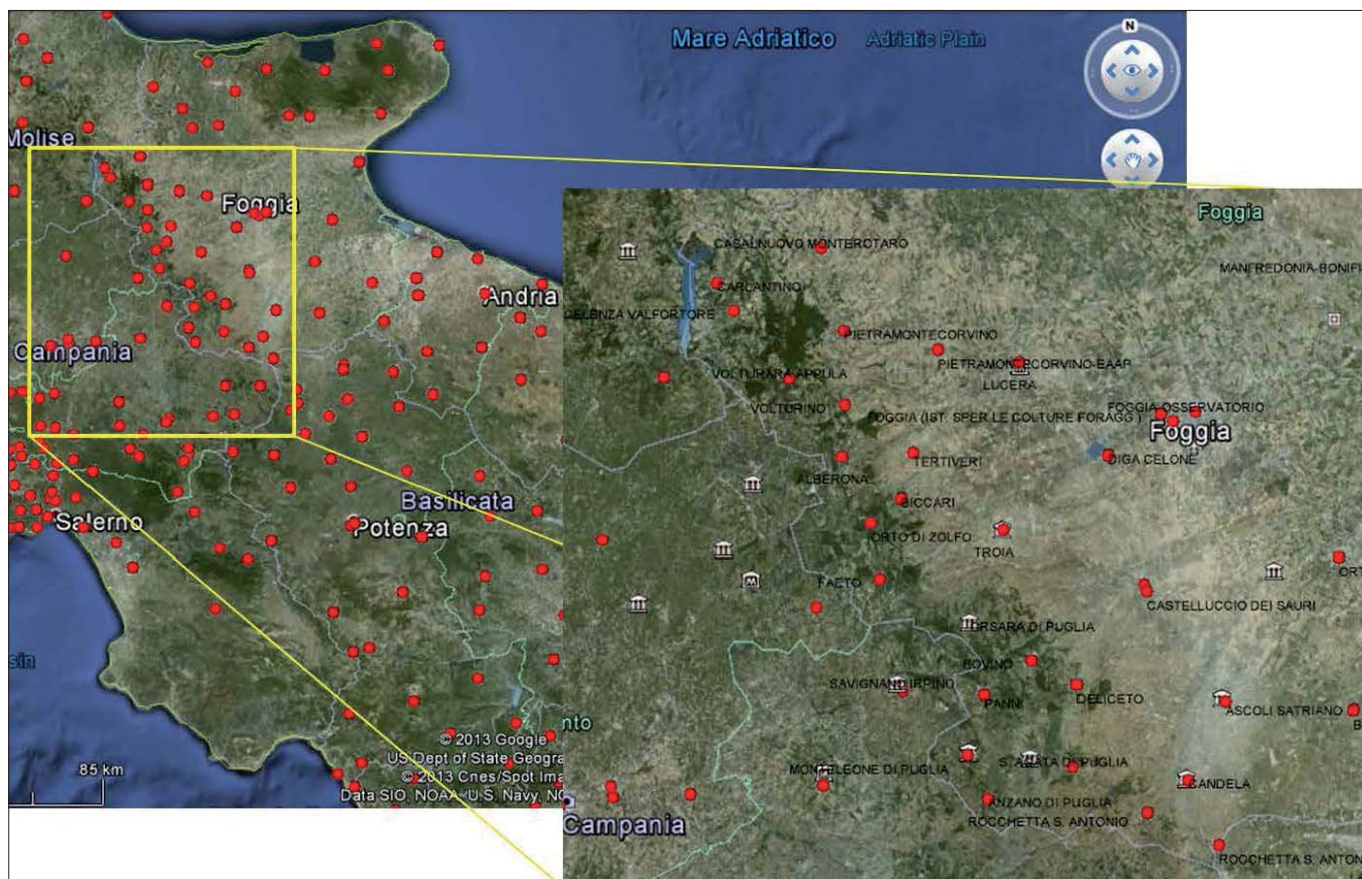 Mare Adriatico
Adriatic Plain
N
Molise
Foggia
Andria
Campania
Basilicata
Salerno
Potenza
nto
© 2013 Google
US Dept of State Geogra
© 2013 Cnes/Spot Ima
Data SIO, NOAA, U.S. Navy, NG
85 km
Foggia
CASALNUOVO MONTEROTARO
MANFREDONIA-BONIFI
CARLANTINO
CELENZA VALFORTORE
PIETRAMONTECORVINO
PIETRAMONTECORVINO-EAAP
LUCERA
VOLTURARA APPULA
VOLTURINO
FOGGIA (IST. SPER.LE COLTURE FORAGG.)
FOGGIA OSSERVATORIO
Foggia
TERTIVERI
DIGA CELONE
ALBERONA
BICCARI
ORTO DI ZOLFO
TROIA
FAETO
ORT
CASTELLUCCIO DEI SAURI
ORSARA DI PUGLIA
BOVINO
SAVIGNANO IRPINO
PANNI
DELICETO
ASCOLI SATRIANO
B
MONTELEONE DI PUGLIA
S. AGATA DI PUGLIA
CANDELA
ANZANO DI PUGLIA
ROCCHETTA S. ANTONIO
Campania
ROCCHETTA S. ANTON